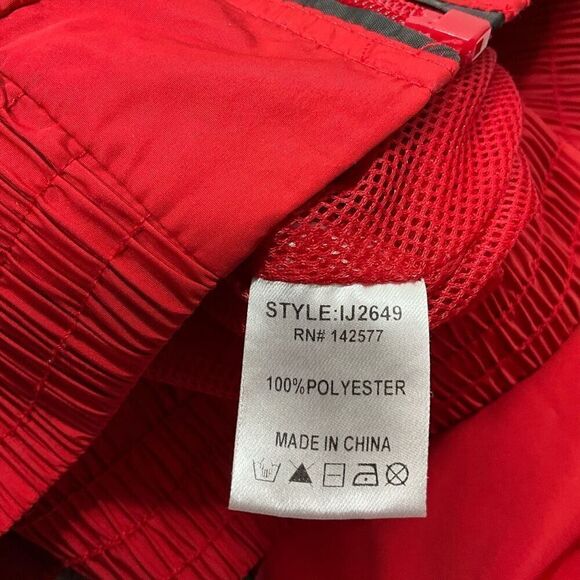 STYLE:IJ2649
RN# 142577
100%POLYESTER
MADE IN CHINA